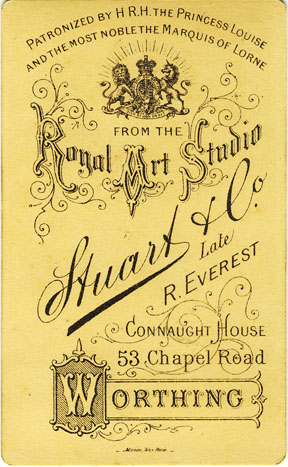 PATRONIZED BY H R.H. THE PRINCESS LOUISE
AND THE MOST NOBLE THE MARQUIS OF LORNE
FROM THE
Royal Art Studio
Stuart & Co
Late
R. EVEREST
CONNAUGHT HOUSE
53, Chapel Road
WORTHING